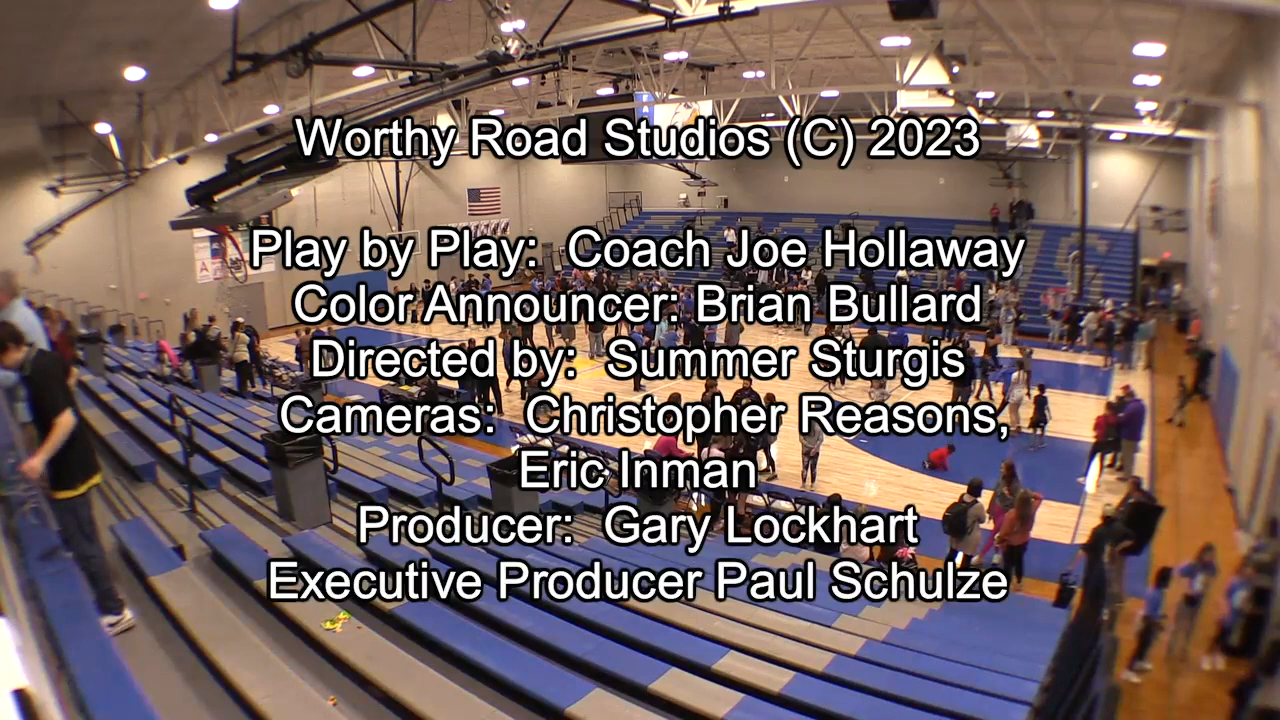 Worthy Road Studios (C) 2023
Play by Play:  Coach Joe Hollaway
Color Announcer: Brian Bullard
Directed by:  Summer Sturgis
Cameras:  Christopher Reasons,
Eric Inman
Producer:  Gary Lockhart
Executive Producer Paul Schulze